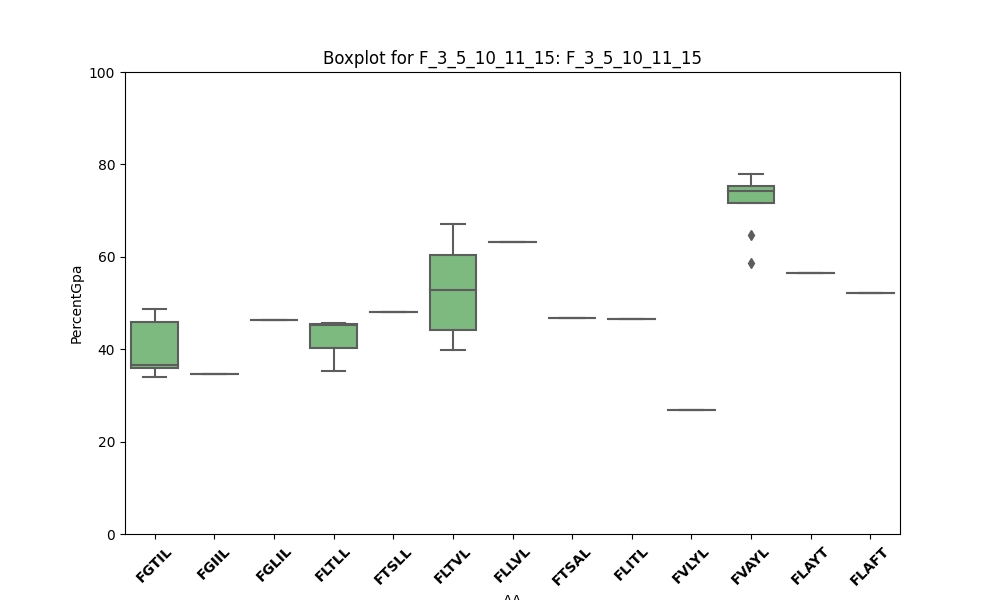 Boxplot for F_3_5_10_11_15: F_3_5_10_11_15
100
80
60
40
20
0
PercentGpa
FGTIL
FGIIL
FGLIL
FLTLL
FTSLL
FLTVL
FLLVL
FTSAL
FLITL
FVLYL
FVAYL
FLAYT
FLAFT
AA